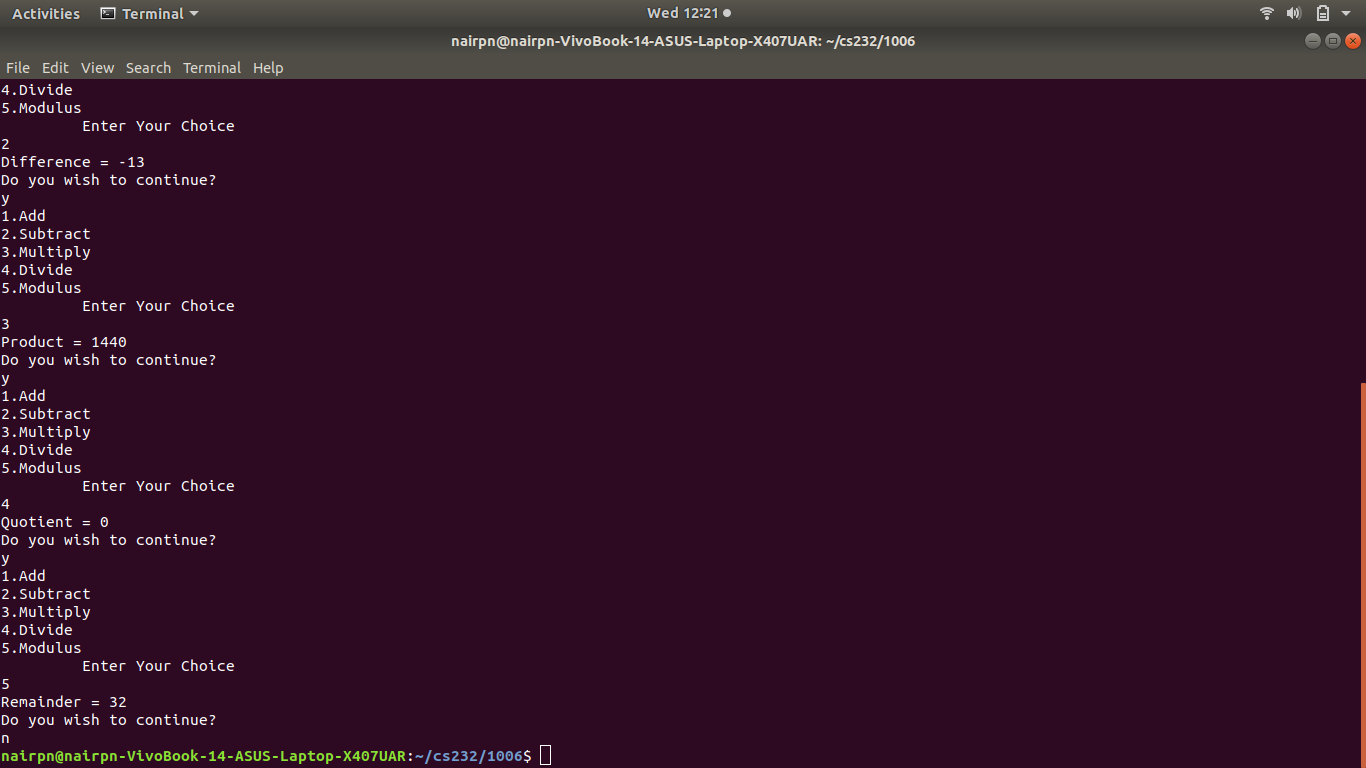 Activities Terminal Wed 12:21
nairpn@nairpn-VivoBook-14-ASUS-Laptop-X407UAR: ~/cs232/1006
File Edit View Search Terminal Help
4.Divide
5.Modulus
Enter Your Choice
2
Difference = -13
Do you wish to continue?
y
1.Add
2.Subtract
3.Multiply
4.Divide
5.Modulus
Enter Your Choice
3
Product = 1440
Do you wish to continue?
y
1.Add
2.Subtract
3.Multiply
4.Divide
5.Modulus
Enter Your Choice
4
Quotient = 0
Do you wish to continue?
y
1.Add
2.Subtract
3.Multiply
4.Divide
5.Modulus
Enter Your Choice
5
Remainder = 32
Do you wish to continue?
n
nairpn@nairpn-VivoBook-14-ASUS-Laptop-X407UAR:~/cs232/1006$